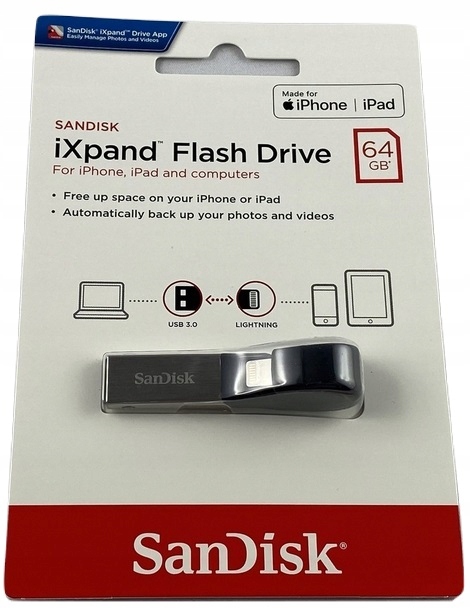 SanDisk® iXpand™ Drive App
Easily Manage Photos and Videos
Made for
iPhone | iPad
SANDISK
iXpand™ Flash Drive
For iPhone, iPad and computers
64
GB*
• Free up space on your iPhone or iPad
• Automatically back up your photos and videos
USB 3.0
LIGHTNING
SanDisk
SanDisk®